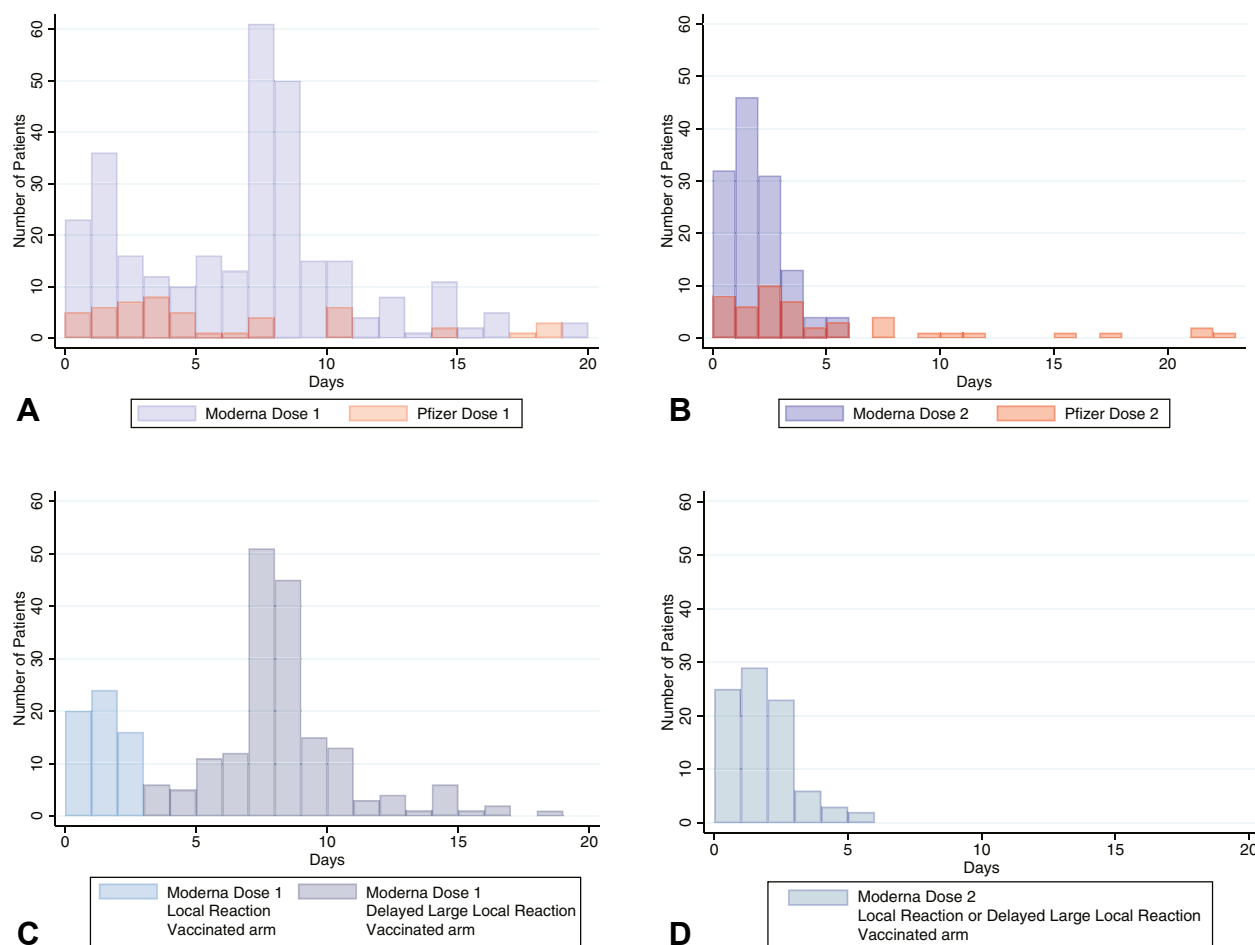 60
50
40
30
20
10
0
Number of Patients
0 5 10 15 20
Days
A
Moderna Dose 1 Pfizer Dose 1
60
50
40
30
20
10
0
Number of Patients
0 5 10 15 20
Days
B
Moderna Dose 2 Pfizer Dose 2
60
50
40
30
20
10
0
Number of Patients
0 5 10 15 20
Days
C
Moderna Dose 1
Local Reaction
Vaccinated arm
Moderna Dose 1
Delayed Large Local Reaction
Vaccinated arm
60
50
40
30
20
10
0
Number of Patients
0 5 10 15 20
Days
D
Moderna Dose 2
Local Reaction or Delayed Large Local Reaction
Vaccinated arm